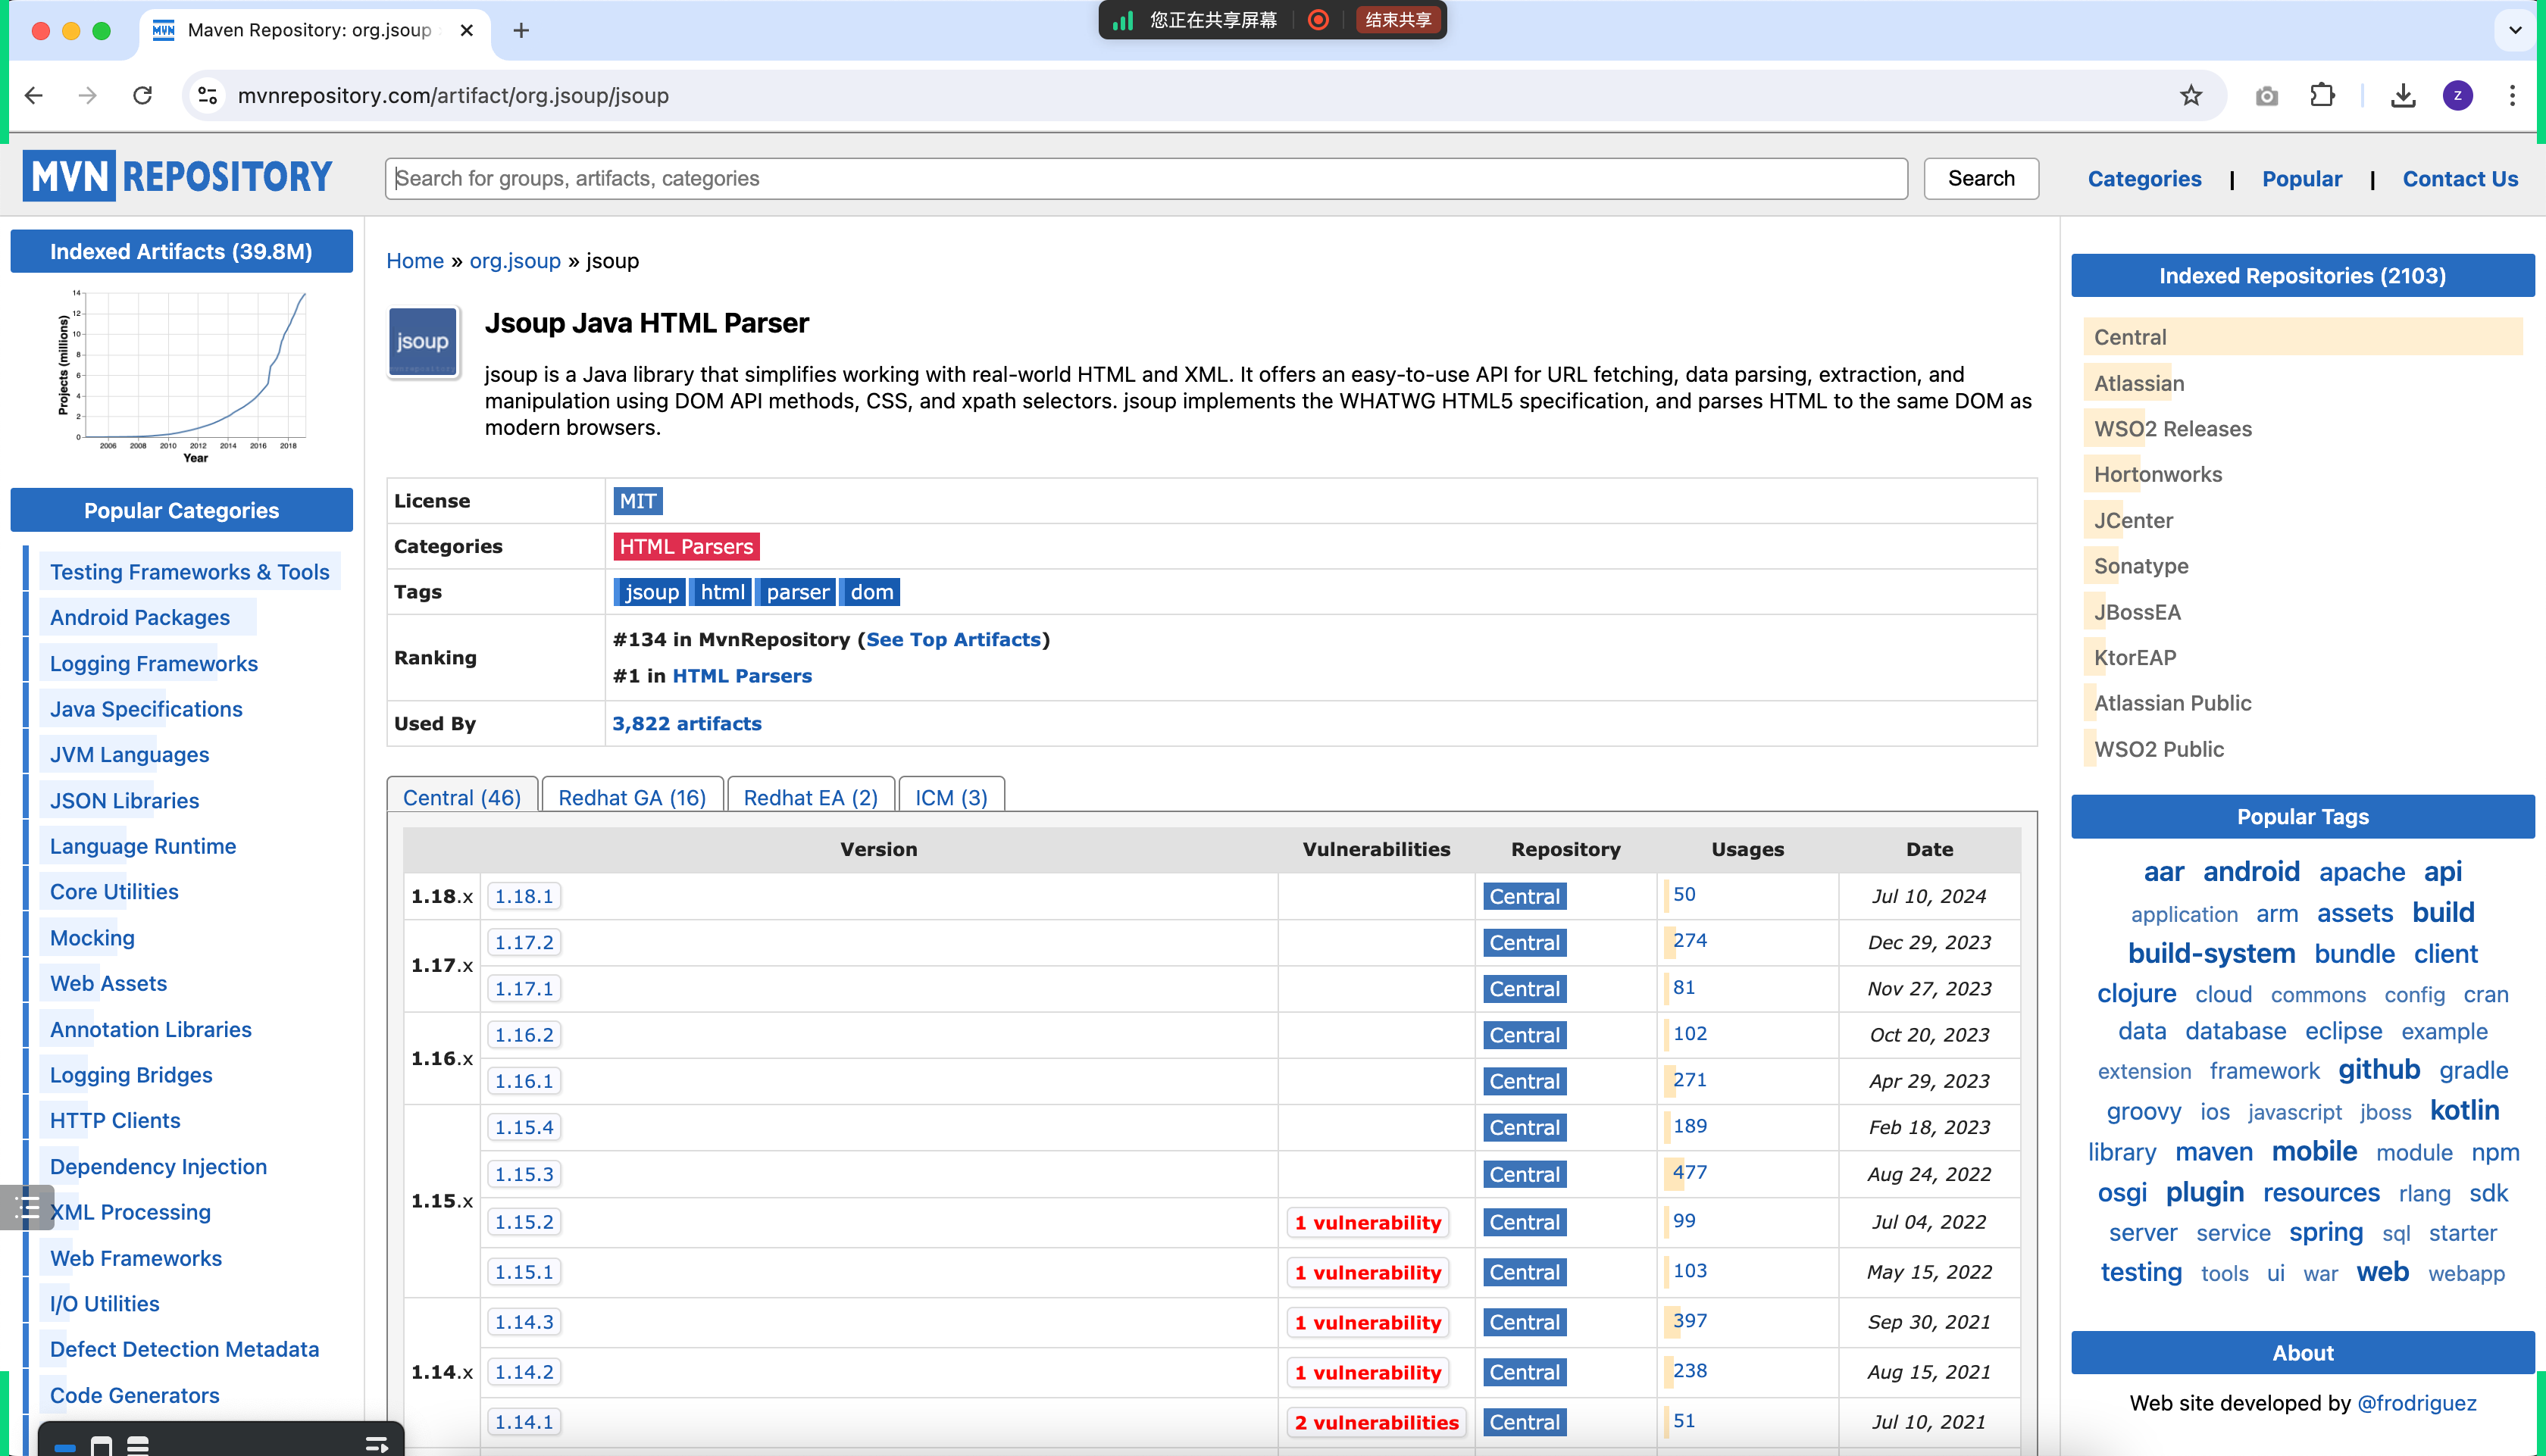 Maven Repository: org.jsoup
您正在共享屏幕
结束共享
mvnrepository.com/artifact/org.jsoup/jsoup
Z
MVN REPOSITORY
Search for groups, artifacts, categories
Search
Categories | Popular | Contact Us
Indexed Artifacts (39.8M)
Projects (millions)
14
12
10
8
6
4
2
0
2006 2008 2010 2012 2014 2016 2018
Year
Popular Categories
Testing Frameworks & Tools
Android Packages
Logging Frameworks
Java Specifications
JVM Languages
JSON Libraries
Language Runtime
Core Utilities
Mocking
Web Assets
Annotation Libraries
Logging Bridges
HTTP Clients
Dependency Injection
XML Processing
Web Frameworks
I/O Utilities
Defect Detection Metadata
Code Generators
Home » org.jsoup » jsoup
jsoup
Jsoup Java HTML Parser
jsoup is a Java library that simplifies working with real-world HTML and XML. It offers an easy-to-use API for URL fetching, data parsing, extraction, and
manipulation using DOM API methods, CSS, and xpath selectors. jsoup implements the WHATWG HTML5 specification, and parses HTML to the same DOM as
modern browsers.
License MIT
Categories HTML Parsers
Tags jsoup html parser dom
Ranking #134 in MvnRepository (See Top Artifacts)
#1 in HTML Parsers
Used By 3,822 artifacts
Central (46) Redhat GA (16) Redhat EA (2) ICM (3)
Version Vulnerabilities Repository Usages Date
1.18.x 1.18.1 Central 50 Jul 10, 2024
1.17.x 1.17.2 Central 274 Dec 29, 2023
1.17.1 Central 81 Nov 27, 2023
1.16.x 1.16.2 Central 102 Oct 20, 2023
1.16.1 Central 271 Apr 29, 2023
1.15.x 1.15.4 Central 189 Feb 18, 2023
1.15.3 Central 477 Aug 24, 2022
1.15.2 1 vulnerability Central 99 Jul 04, 2022
1.15.1 1 vulnerability Central 103 May 15, 2022
1.14.x 1.14.3 1 vulnerability Central 397 Sep 30, 2021
1.14.2 1 vulnerability Central 238 Aug 15, 2021
1.14.1 2 vulnerabilities Central 51 Jul 10, 2021
Indexed Repositories (2103)
Central
Atlassian
WSO2 Releases
Hortonworks
JCenter
Sonatype
JBossEA
KtorEAP
Atlassian Public
WSO2 Public
Popular Tags
aar android apache api
application arm assets build
build-system bundle client
clojure cloud commons config cran
data database eclipse example
extension framework github gradle
groovy ios javascript jboss kotlin
library maven mobile module npm
osgi plugin resources rlang sdk
server service spring sql starter
testing tools ui war web webapp
About
Web site developed by @frodriguez